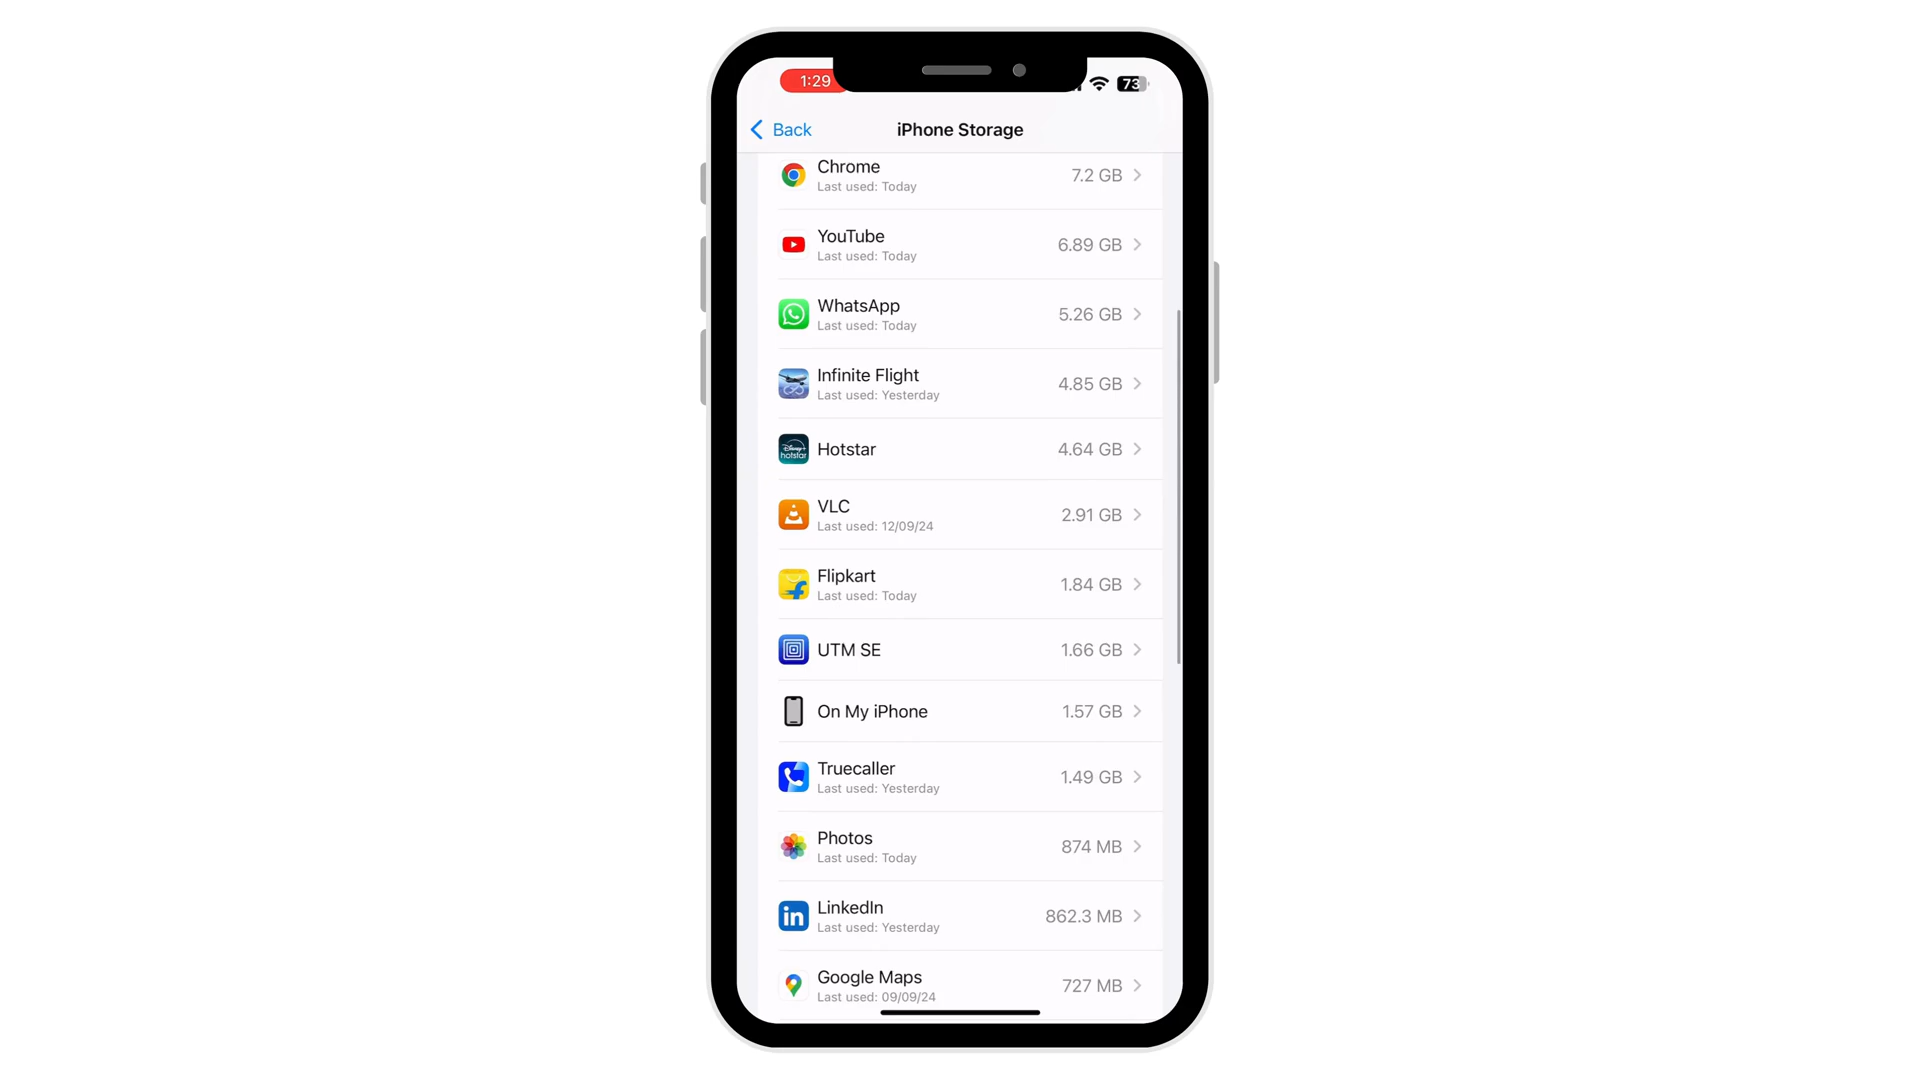 1:29
73
Back
iPhone Storage
Chrome
Last used: Today
7.2 GB
YouTube
Last used: Today
6.89 GB
WhatsApp
Last used: Today
5.26 GB
Infinite Flight
Last used: Yesterday
4.85 GB
Disney+
hotstar
Hotstar
4.64 GB
VLC
Last used: 12/09/24
2.91 GB
Flipkart
Last used: Today
1.84 GB
UTM SE
1.66 GB
On My iPhone
1.57 GB
Truecaller
Last used: Yesterday
1.49 GB
Photos
Last used: Today
874 MB
in
LinkedIn
Last used: Yesterday
862.3 MB
Google Maps
Last used: 09/09/24
727 MB